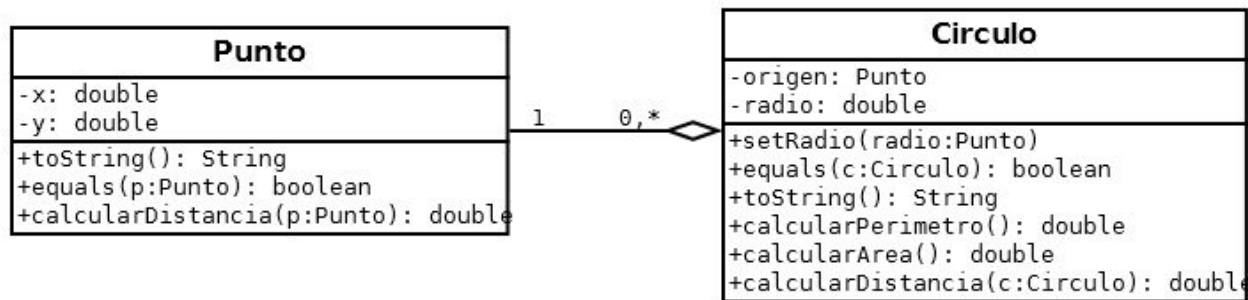 Punto
-x: double
-y: double
+toString(): String
+equals(p:Punto): boolean
+calcularDistancia(p:Punto): double
1
0,*
Circulo
-origen: Punto
-radio: double
+setRadio(radio:Punto)
+equals(c:Circulo): boolean
+toString(): String
+calcularPerimetro(): double
+calcularArea(): double
+calcularDistancia(c:Circulo): double